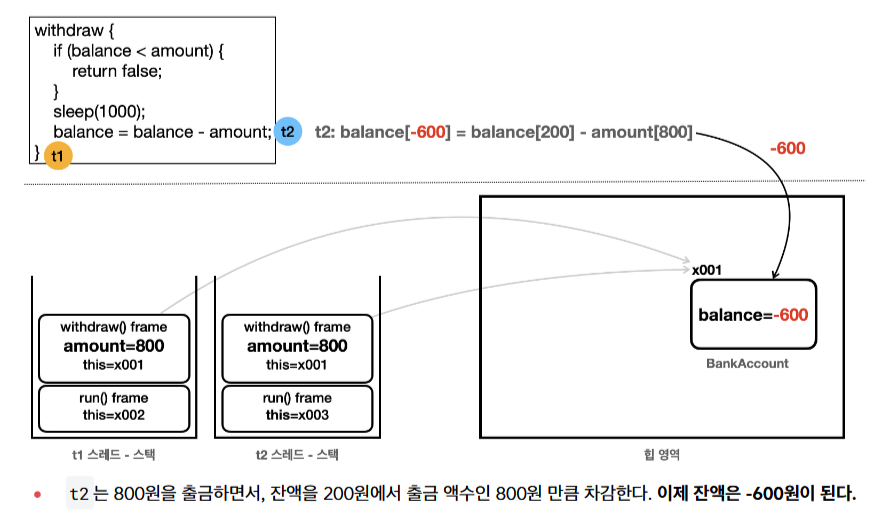 withdraw {
if (balance < amount) {
return false;
}
sleep(1000);
balance = balance - amount; t2 t2: balance[-600] = balance[200] - amount[800]
} t1
-600
x001
balance=-600
BankAccount
withdraw() frame
amount=800
this=x001
run() frame
this=x002
t1 스레드 - 스택
withdraw() frame
amount=800
this=x001
run() frame
this=x003
t2 스레드 - 스택
힙 영역
• t2 는 800원을 출금하면서, 잔액을 200원에서 출금 액수인 800원 만큼 차감한다. 이제 잔액은 -600원이 된다.